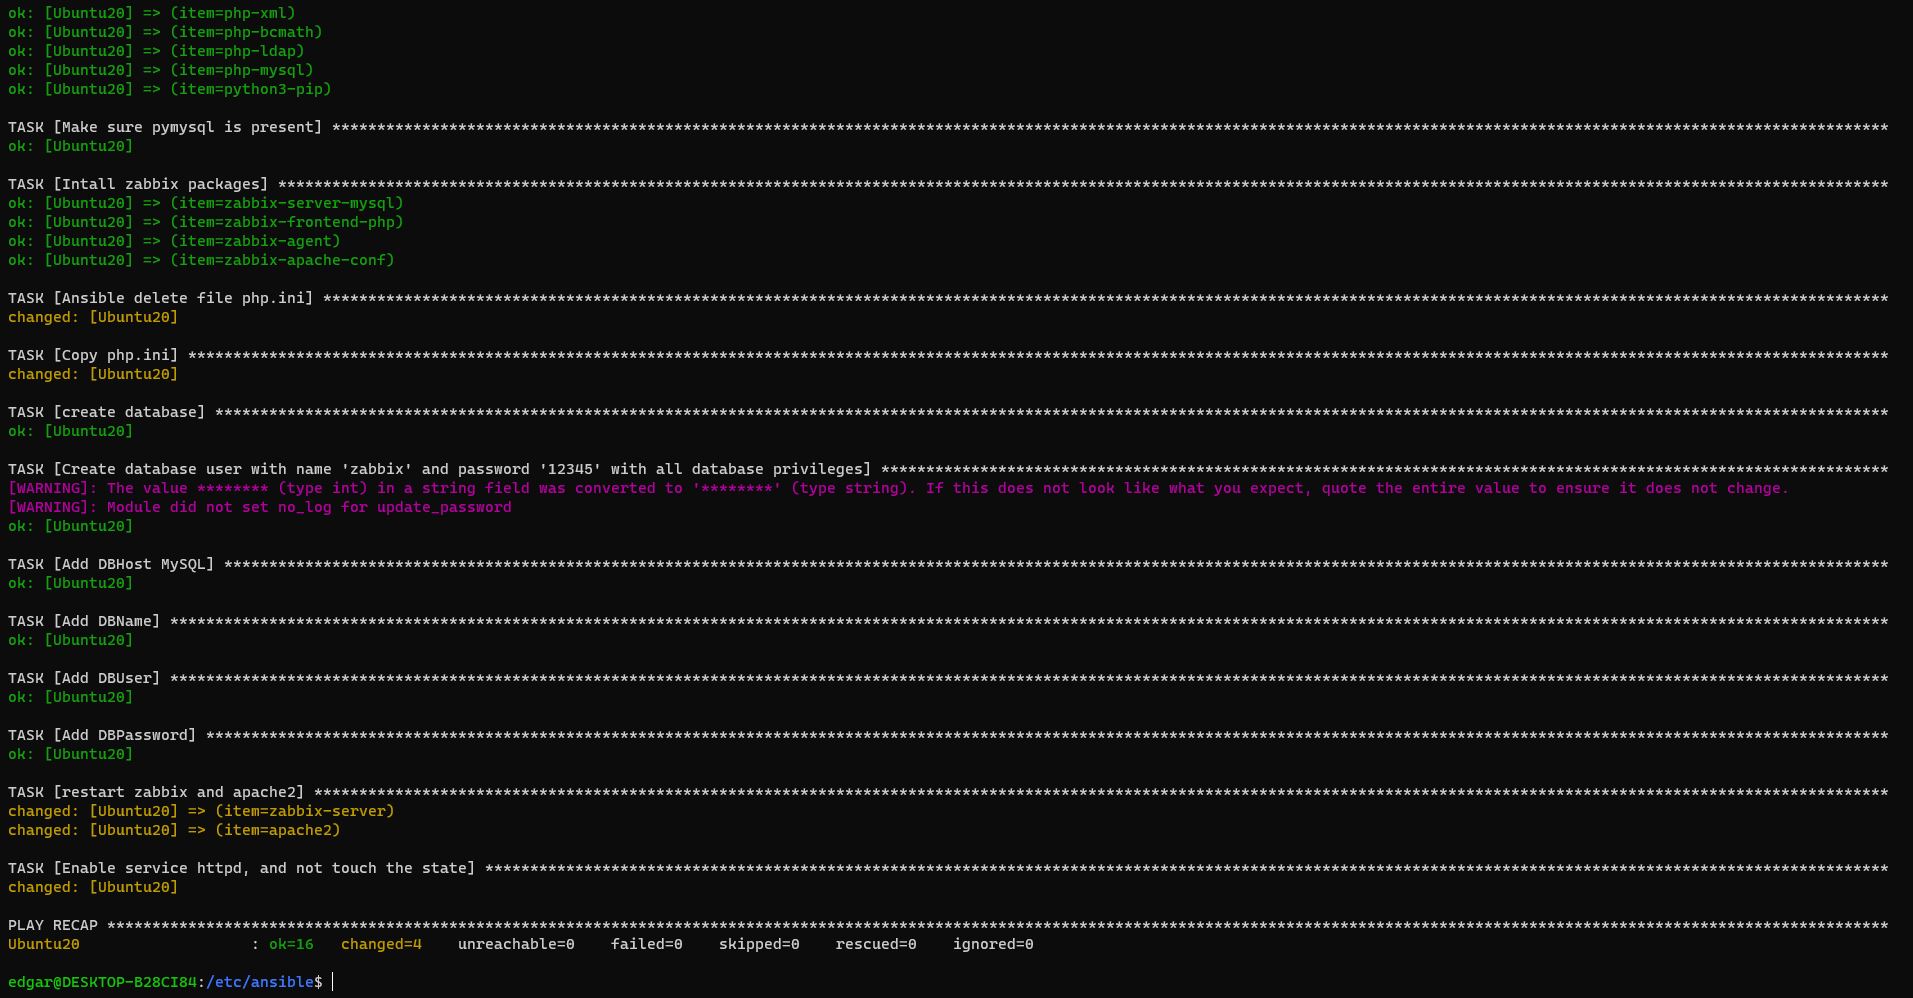 ok: [Ubuntu20] => (item=php-xml)
ok: [Ubuntu20] => (item=php-bcmath)
ok: [Ubuntu20] => (item=php-ldap)
ok: [Ubuntu20] => (item=php-mysql)
ok: [Ubuntu20] => (item=python3-pip)
TASK [Make sure pymysql is present] *****************************************************************************************************************************************************************************
ok: [Ubuntu20]
TASK [Intall zabbix packages] ***********************************************************************************************************************************************************************************
ok: [Ubuntu20] => (item=zabbix-server-mysql)
ok: [Ubuntu20] => (item=zabbix-frontend-php)
ok: [Ubuntu20] => (item=zabbix-agent)
ok: [Ubuntu20] => (item=zabbix-apache-conf)
TASK [Ansible delete file php.ini] ******************************************************************************************************************************************************************************
changed: [Ubuntu20]
TASK [Copy php.ini] *********************************************************************************************************************************************************************************************
changed: [Ubuntu20]
TASK [create database] ******************************************************************************************************************************************************************************************
ok: [Ubuntu20]
TASK [Create database user with name 'zabbix' and password '12345' with all database privileges] ****************************************************************************************************************
[WARNING]: The value ******** (type int) in a string field was converted to '********' (type string). If this does not look like what you expect, quote the entire value to ensure it does not change.
[WARNING]: Module did not set no_log for update_password
ok: [Ubuntu20]
TASK [Add DBHost MySQL] *****************************************************************************************************************************************************************************************
ok: [Ubuntu20]
TASK [Add DBName] ***********************************************************************************************************************************************************************************************
ok: [Ubuntu20]
TASK [Add DBUser] ***********************************************************************************************************************************************************************************************
ok: [Ubuntu20]
TASK [Add DBPassword] *******************************************************************************************************************************************************************************************
ok: [Ubuntu20]
TASK [restart zabbix and apache2] *******************************************************************************************************************************************************************************
changed: [Ubuntu20] => (item=zabbix-server)
changed: [Ubuntu20] => (item=apache2)
TASK [Enable service httpd, and not touch the state] ************************************************************************************************************************************************************
changed: [Ubuntu20]
PLAY RECAP ******************************************************************************************************************************************************************************************************
Ubuntu20                   : ok=16   changed=4    unreachable=0    failed=0    skipped=0    rescued=0    ignored=0
edgar@DESKTOP-B28CI84:/etc/ansible$